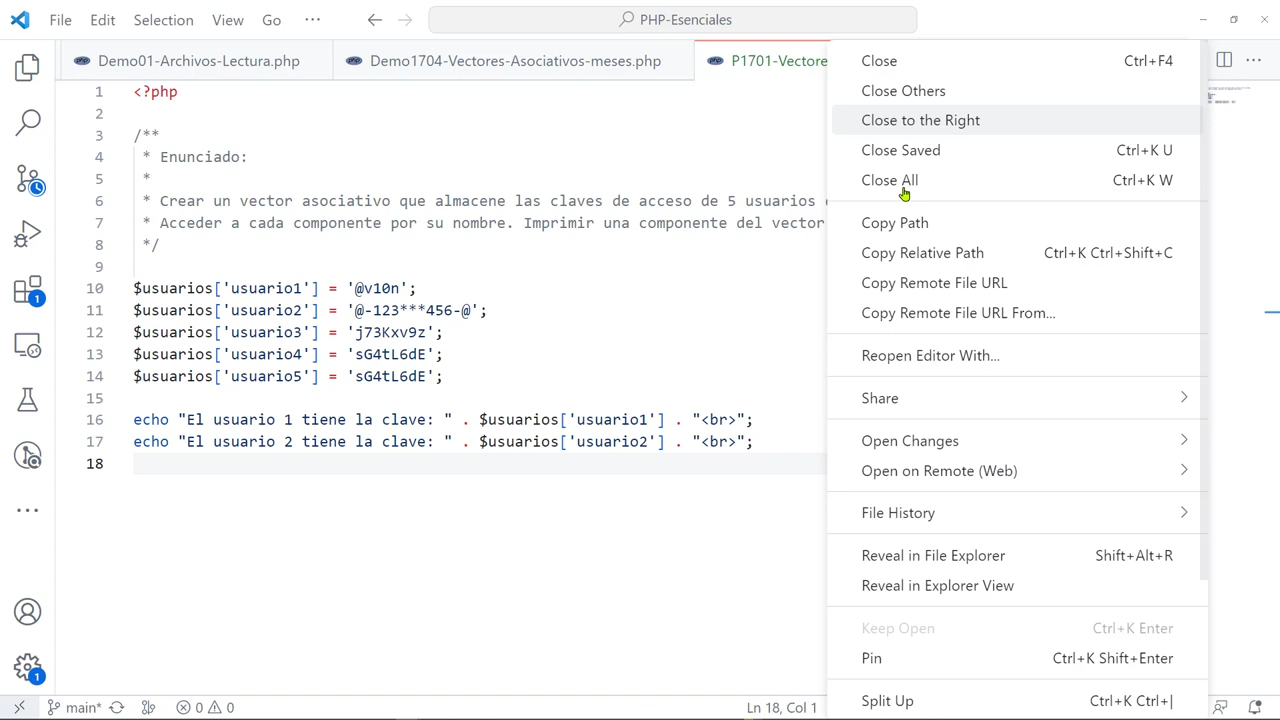 File Edit Selection View Go ··· PHP-Esenciales
Demo01-Archivos-Lectura.php Demo1704-Vectores-Asociativos-meses.php P1701-Vectore
1 <?php
2
3 /**
4 * Enunciado:
5 *
6 * Crear un vector asociativo que almacene las claves de acceso de 5 usuarios
7 * Acceder a cada componente por su nombre. Imprimir una componente del vector
8 */
9
10 $usuarios['usuario1'] = '@v10n';
11 $usuarios['usuario2'] = '@-123***456-@';
12 $usuarios['usuario3'] = 'j73Kxv9z';
13 $usuarios['usuario4'] = 'sG4tL6dE';
14 $usuarios['usuario5'] = 'sG4tL6dE';
15
16 echo "El usuario 1 tiene la clave: " . $usuarios['usuario1'] . "<br>";
17 echo "El usuario 2 tiene la clave: " . $usuarios['usuario2'] . "<br>";
18
Close Ctrl+F4
Close Others
Close to the Right
Close Saved Ctrl+K U
Close All Ctrl+K W
Copy Path
Copy Relative Path Ctrl+K Ctrl+Shift+C
Copy Remote File URL
Copy Remote File URL From...
Reopen Editor With...
Share
Open Changes
Open on Remote (Web)
File History
Reveal in File Explorer Shift+Alt+R
Reveal in Explorer View
Keep Open Ctrl+K Enter
Pin Ctrl+K Shift+Enter
Split Up Ctrl+K Ctrl+|
1
1
main* 0 0 Ln 18, Col 1